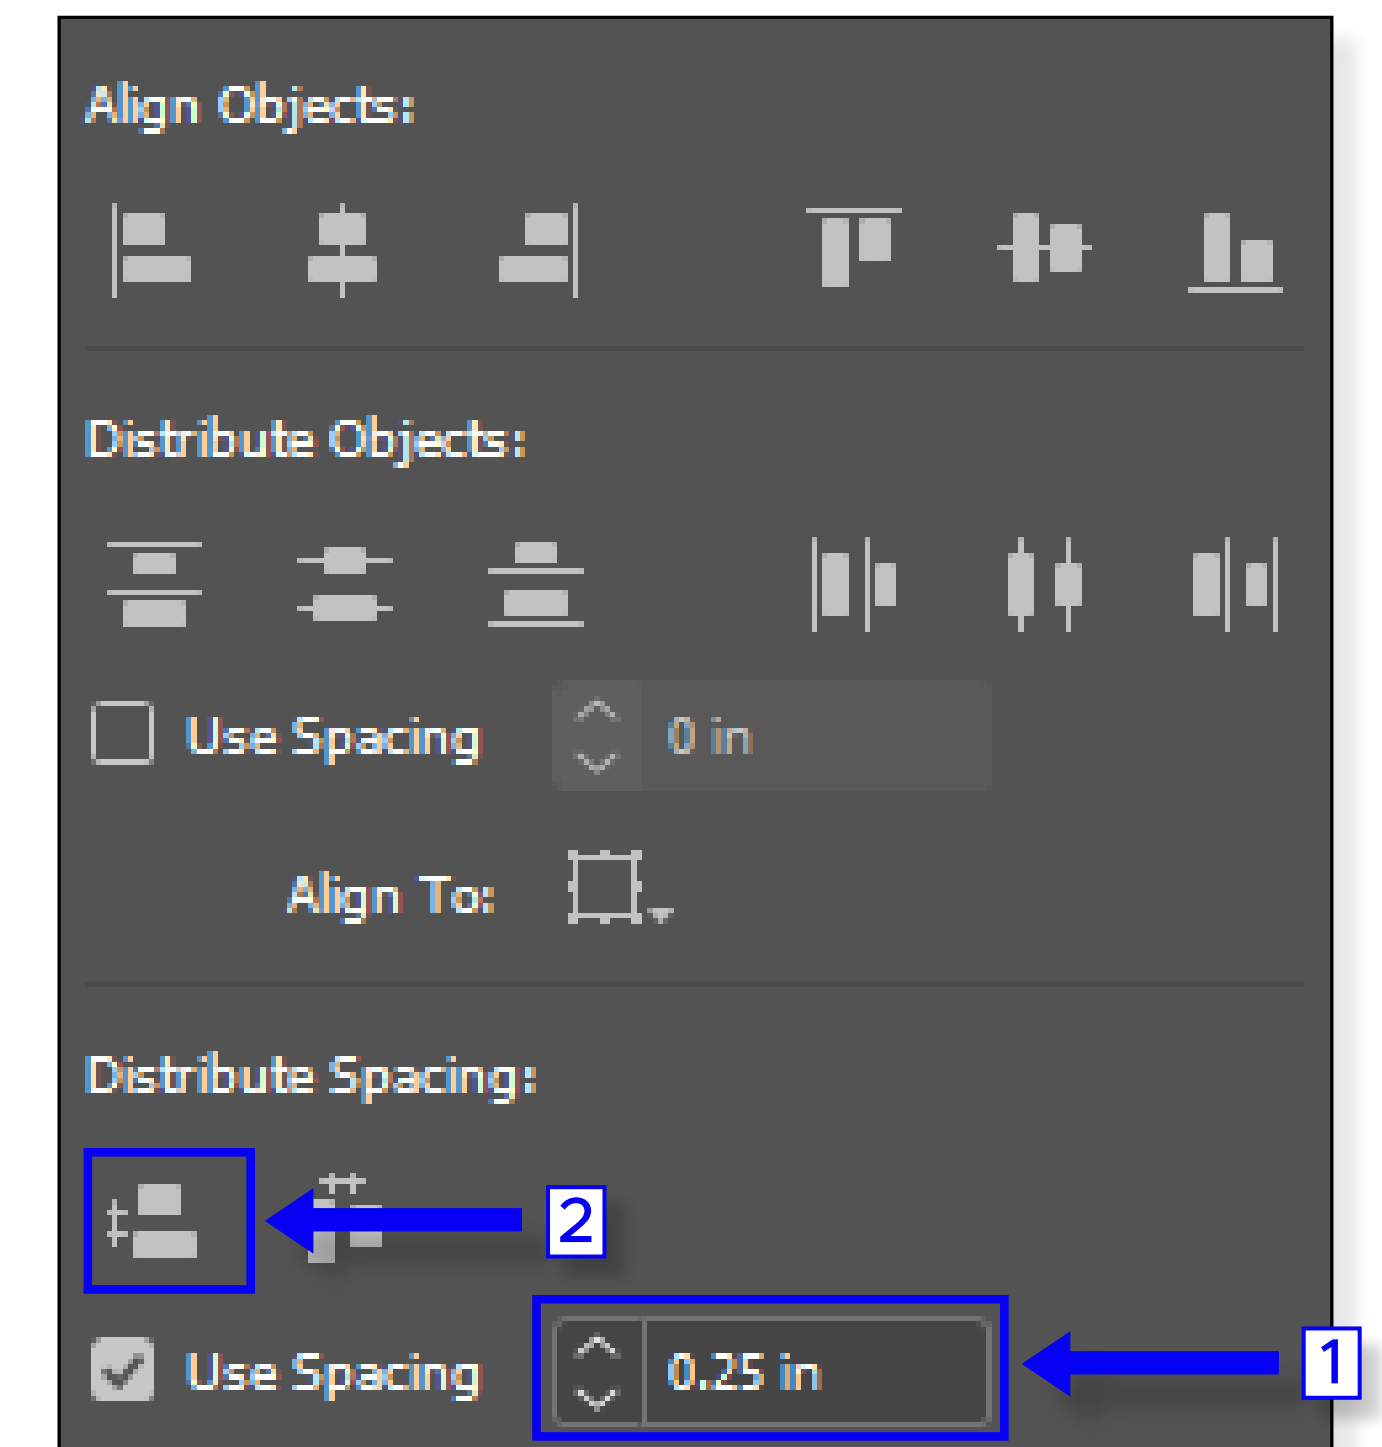 Align Objects:
Distribute Objects:
Use Spacing 0 in
Align To:
Distribute Spacing:
2
Use Spacing 0.25 in 1